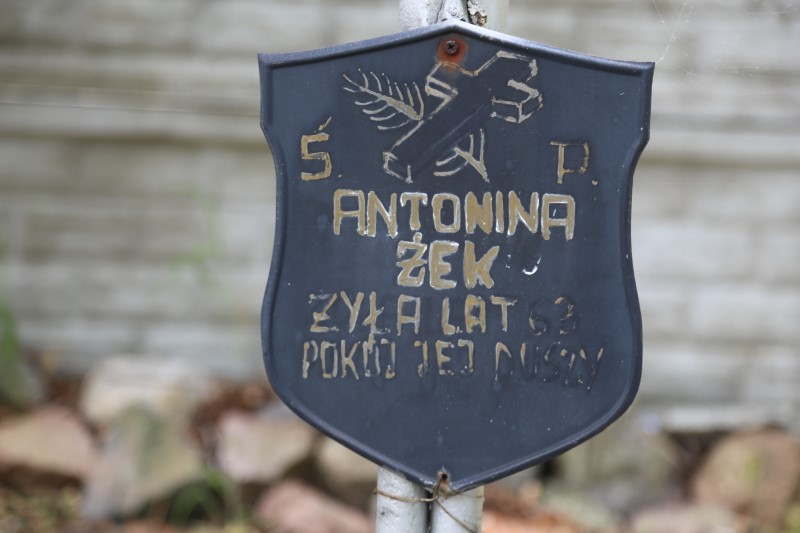 Ś. P.
ANTONINA
ŻEK
ŻYŁA LAT 63
POKÓJ JEJ DUSZY